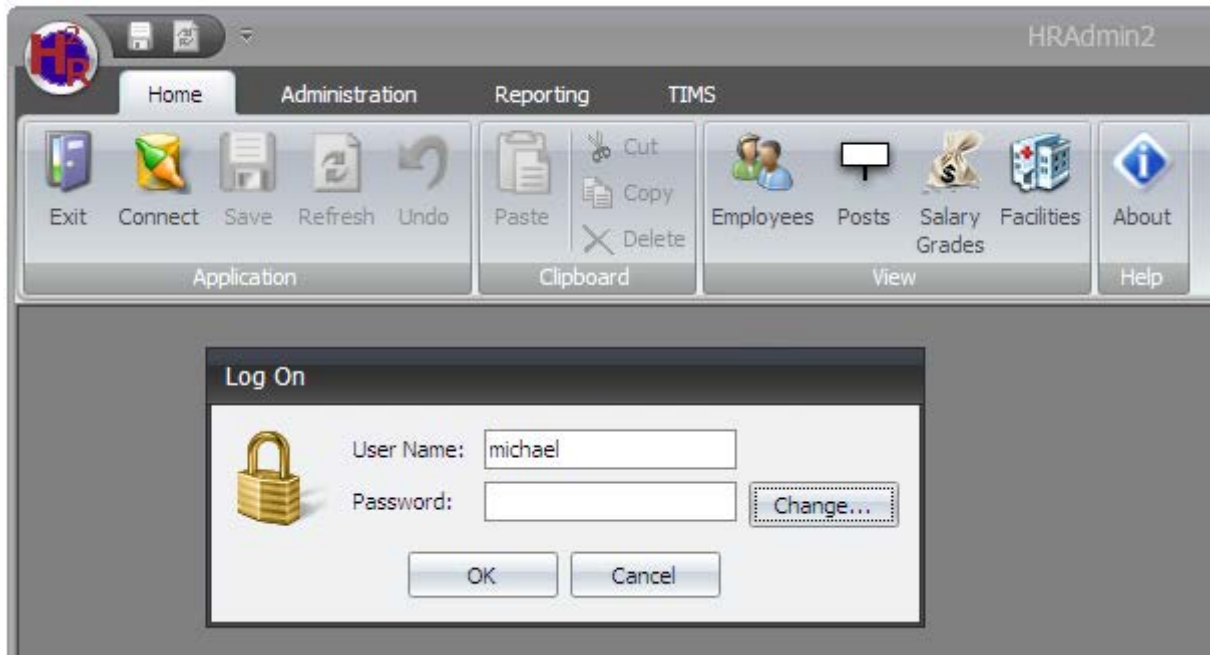 H2R
HRAdmin2
Home Administration Reporting TIMS
Exit Connect Save Refresh Undo Paste Cut Copy Delete Employees Posts Salary Grades Facilities About
Application Clipboard View Help
Log On
User Name: michael
Password: Change...
OK Cancel